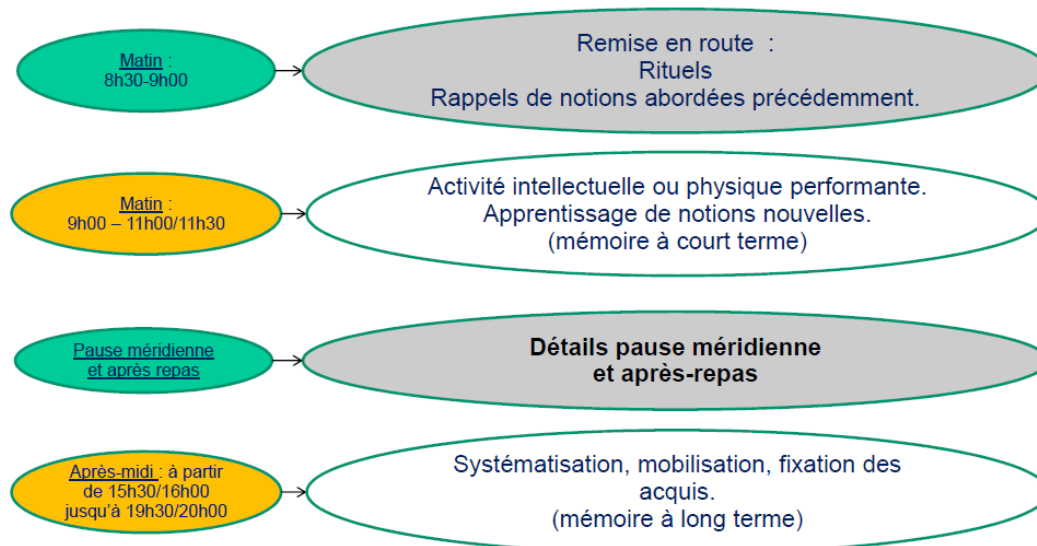 Matin :
8h30-9h00
Remise en route :
Rituels
Rappels de notions abordées précédemment.
Matin :
9h00 – 11h00/11h30
Activité intellectuelle ou physique performante.
Apprentissage de notions nouvelles.
(mémoire à court terme)
Pause méridienne
et après repas
Détails pause méridienne
et après-repas
Après-midi : à partir
de 15h30/16h00
jusqu'à 19h30/20h00
Systématisation, mobilisation, fixation des
acquis.
(mémoire à long terme)